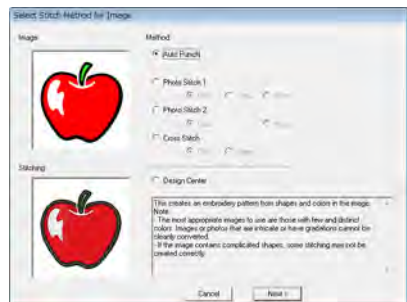 Select Stitch Method for Image
Image
Method
Auto Punch
Photo Stitch 1
Photo Stitch 2
Cross Stitch
Stitching
Design Center
This creates an embroidery pattern from shapes and colors in the image.
Note:
- The most appropriate images to use are those with few and distinct
colors. Images or photos that are intricate or have gradations cannot be
cleanly converted.
- If the image contains complicated shapes, some stitching may not be
created correctly.
Cancel
Next >